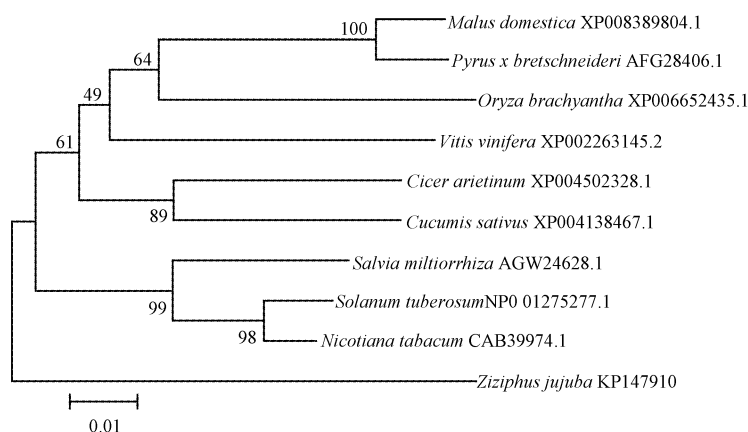 100
Malus domestica XP008389804.1
64
Pyrus x bretschneideri AFG28406.1
49
Oryza brachyantha XP006652435.1
61
Vitis vinifera XP002263145.2
Cicer arietinum XP004502328.1
89
Cucumis sativus XP004138467.1
Salvia miltiorrhiza AGW24628.1
99
Solanum tuberosumNP0 01275277.1
98
Nicotiana tabacum CAB39974.1
Ziziphus jujuba KP147910
0.01